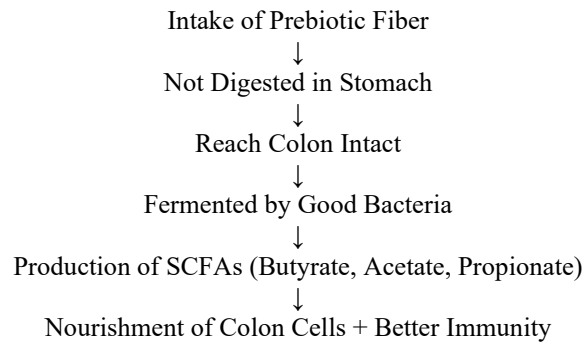 Intake of Prebiotic Fiber
↓
Not Digested in Stomach
↓
Reach Colon Intact
↓
Fermented by Good Bacteria
↓
Production of SCFAs (Butyrate, Acetate, Propionate)
↓
Nourishment of Colon Cells + Better Immunity